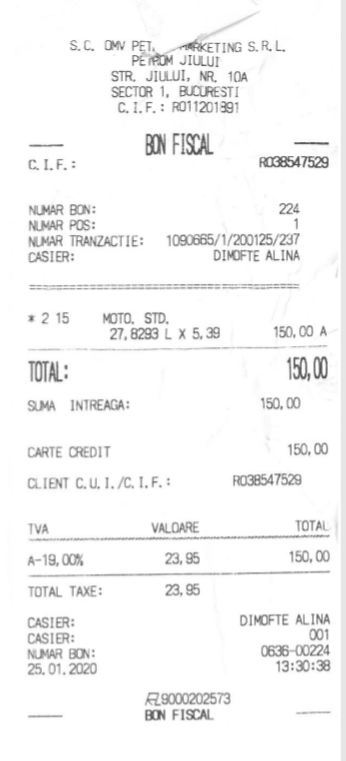 S.C. OMV PET. MARKETING S.R.L.
PETROM JIULUI
STR. JIULUI, NR. 10A
SECTOR 1, BUCURESTI
C.I.F.: RO11201891
BON FISCAL
C.I.F.: RO38547529
NUMAR BON: 224
NUMAR POS: 1
NUMAR TRANZACTIE: 1090665/1/200125/237
CASIER: DIMOFTE ALINA
* 2 15 MOTO. STD.
27,8293 L X 5,39 150,00 A
TOTAL: 150,00
SUMA INTREAGA: 150,00
CARTE CREDIT 150,00
CLIENT C.U.I./C.I.F.: RO38547529
TVA VALOARE TOTAL
A-19,00% 23,95 150,00
TOTAL TAXE: 23,95
CASIER: DIMOFTE ALINA
CASIER: 001
NUMAR BON: 0636-00224
25.01.2020 13:30:38
9000202573
BON FISCAL